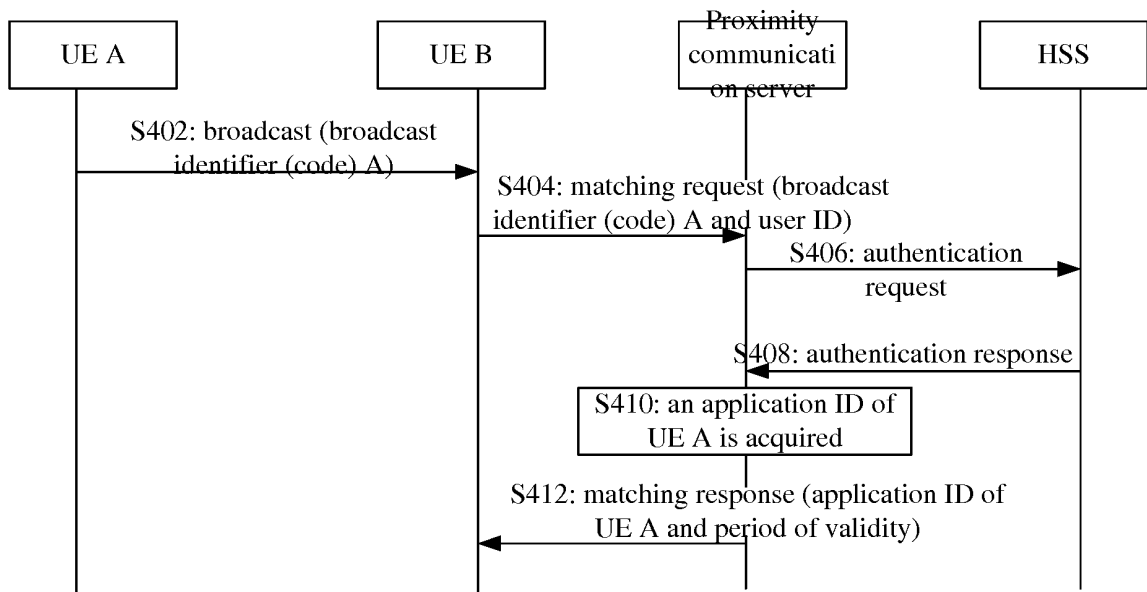 UE A
UE B
Proximity
communicati
on server
HSS
S402: broadcast (broadcast
identifier (code) A)
S404: matching request (broadcast
identifier (code) A and user ID)
S406: authentication
request
S408: authentication response
S410: an application ID of
UE A is acquired
S412: matching response (application ID of
UE A and period of validity)